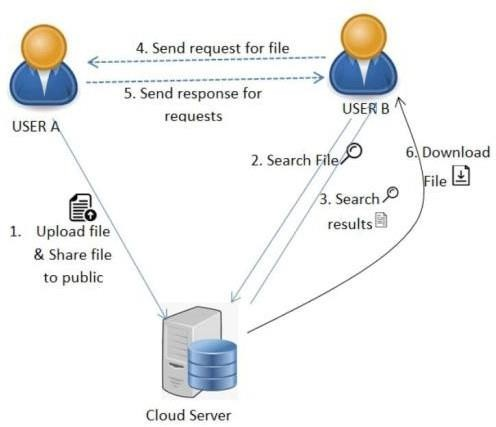 4. Send request for file
5. Send response for
requests
USER A
USER B
2. Search File
6. Download
File
3. Search
results
1. Upload file
& Share file
to public
Cloud Server